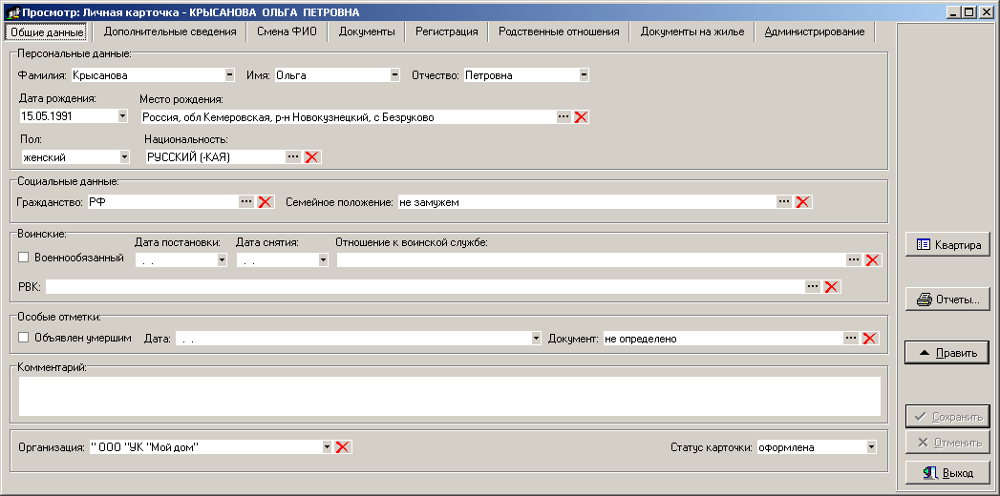 Просмотр: Личная карточка - КРЫСАНОВА ОЛЬГА ПЕТРОВНА
Общие данные Дополнительные сведения Смена ФИО Документы Регистрация Родственные отношения Документы на жилье Администрирование
Персональные данные:
Фамилия: Крысанова Имя: Ольга Отчество: Петровна
Дата рождения: Место рождения:
15.05.1991 Россия, обл Кемеровская, р-н Новокузнецкий, с Безруково
Пол: Национальность:
женский РУССКИЙ (-КАЯ)
Социальные данные:
Гражданство: РФ Семейное положение: не замужем
Воинские:
Дата постановки: Дата снятия: Отношение к воинской службе:
Военнообязанный . . . .
РВК:
Особые отметки:
Объявлен умершим Дата: . . Документ: не определено
Комментарий:
Организация: " ООО "УК "Мой дом" Статус карточки: оформлена
Квартира
Отчеты...
Править
Сохранить
Отменить
Выход